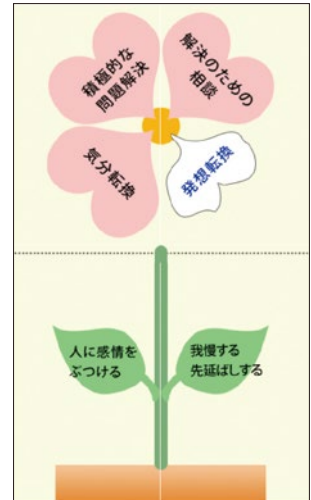 積極的な
問題解決
解決のための
相談
気分転換
発想転換
人に感情を
ぶつける
我慢する
先延ばしする